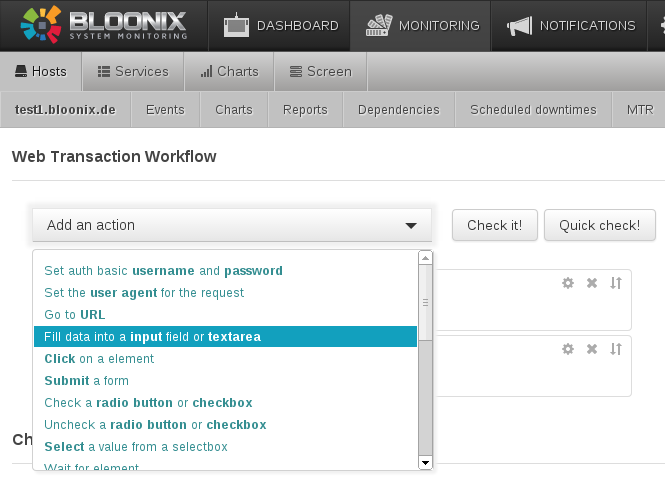 BLOONIX
SYSTEM MONITORING
DASHBOARD
MONITORING
NOTIFICATIONS
Hosts
Services
Charts
Screen
test1.bloonix.de
Events
Charts
Reports
Dependencies
Scheduled downtimes
MTR
Web Transaction Workflow
Add an action
Check it!
Quick check!
Set auth basic username and password
Set the user agent for the request
Go to URL
Fill data into a input field or textarea
Click on a element
Submit a form
Check a radio button or checkbox
Uncheck a radio button or checkbox
Select a value from a selectbox
Wait for element
Ch